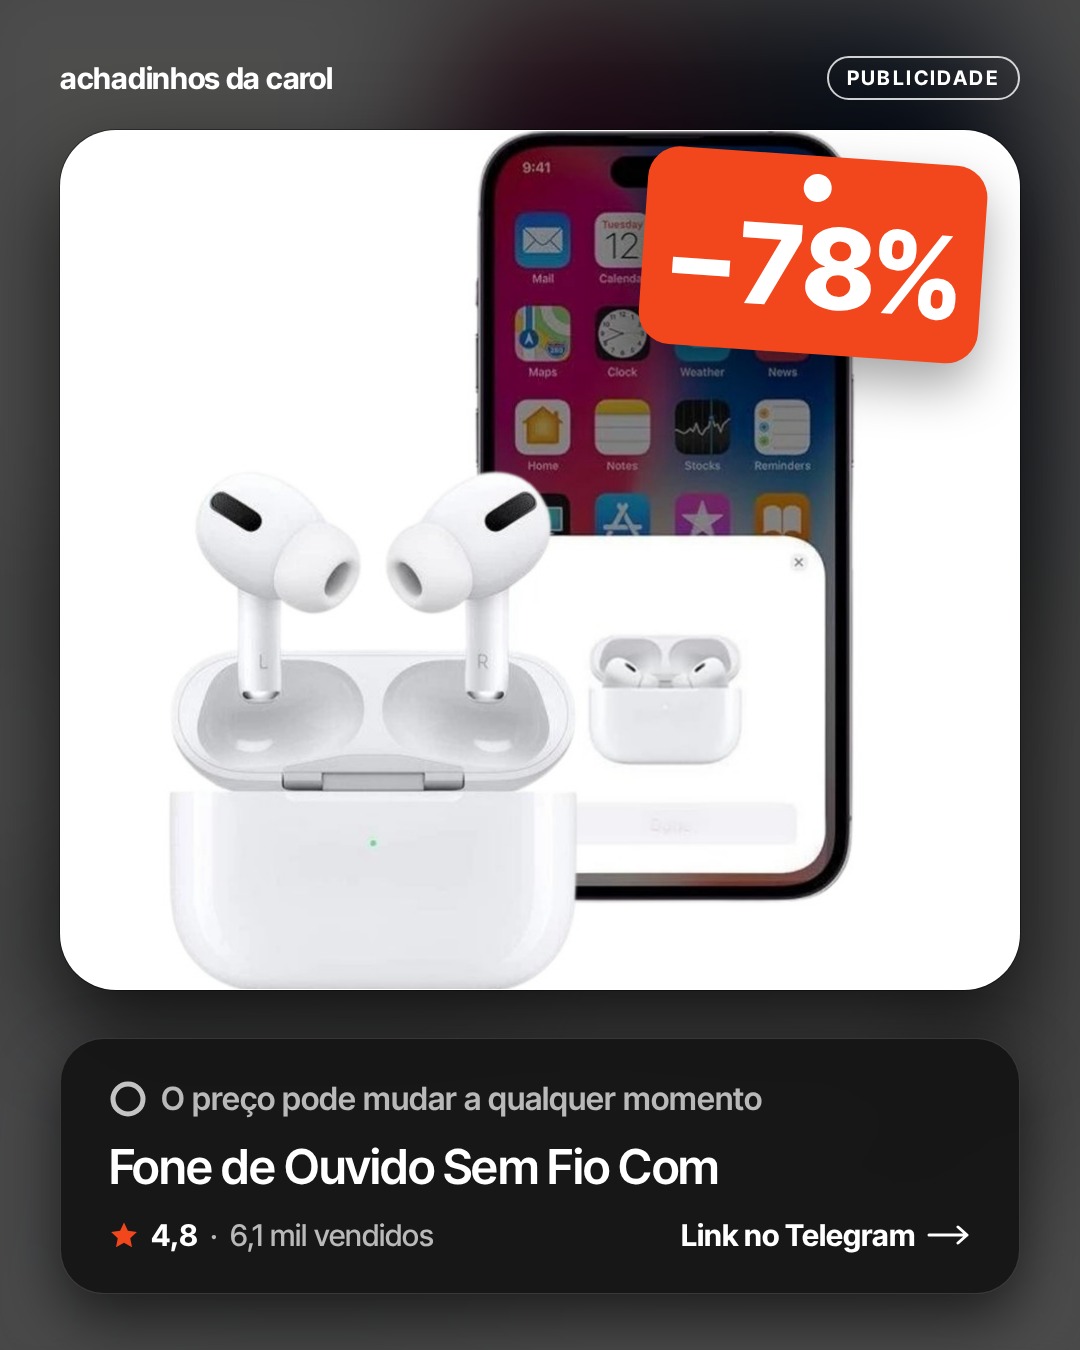 achadinhos da carol
PUBLICIDADE
9:41
Tuesday
12
Mail
Calenda
Maps
Clock
Weather
News
280
Home
Notes
Stocks
Reminders
-78%
L
R
Done
O preço pode mudar a qualquer momento
Fone de Ouvido Sem Fio Com
4,8 · 6,1 mil vendidos
Link no Telegram →